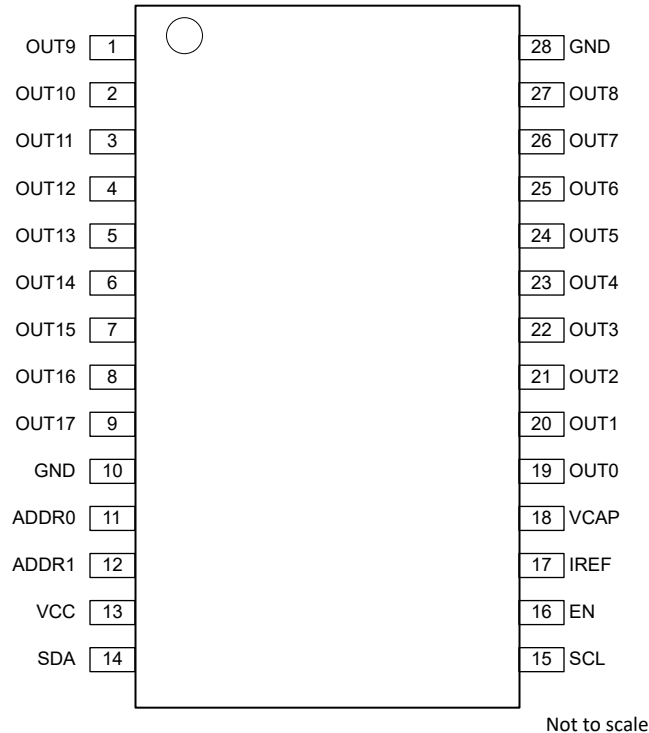 OUT9 1 28 GND
OUT10 2 27 OUT8
OUT11 3 26 OUT7
OUT12 4 25 OUT6
OUT13 5 24 OUT5
OUT14 6 23 OUT4
OUT15 7 22 OUT3
OUT16 8 21 OUT2
OUT17 9 20 OUT1
GND 10 19 OUT0
ADDR0 11 18 VCAP
ADDR1 12 17 IREF
VCC 13 16 EN
SDA 14 15 SCL
Not to scale